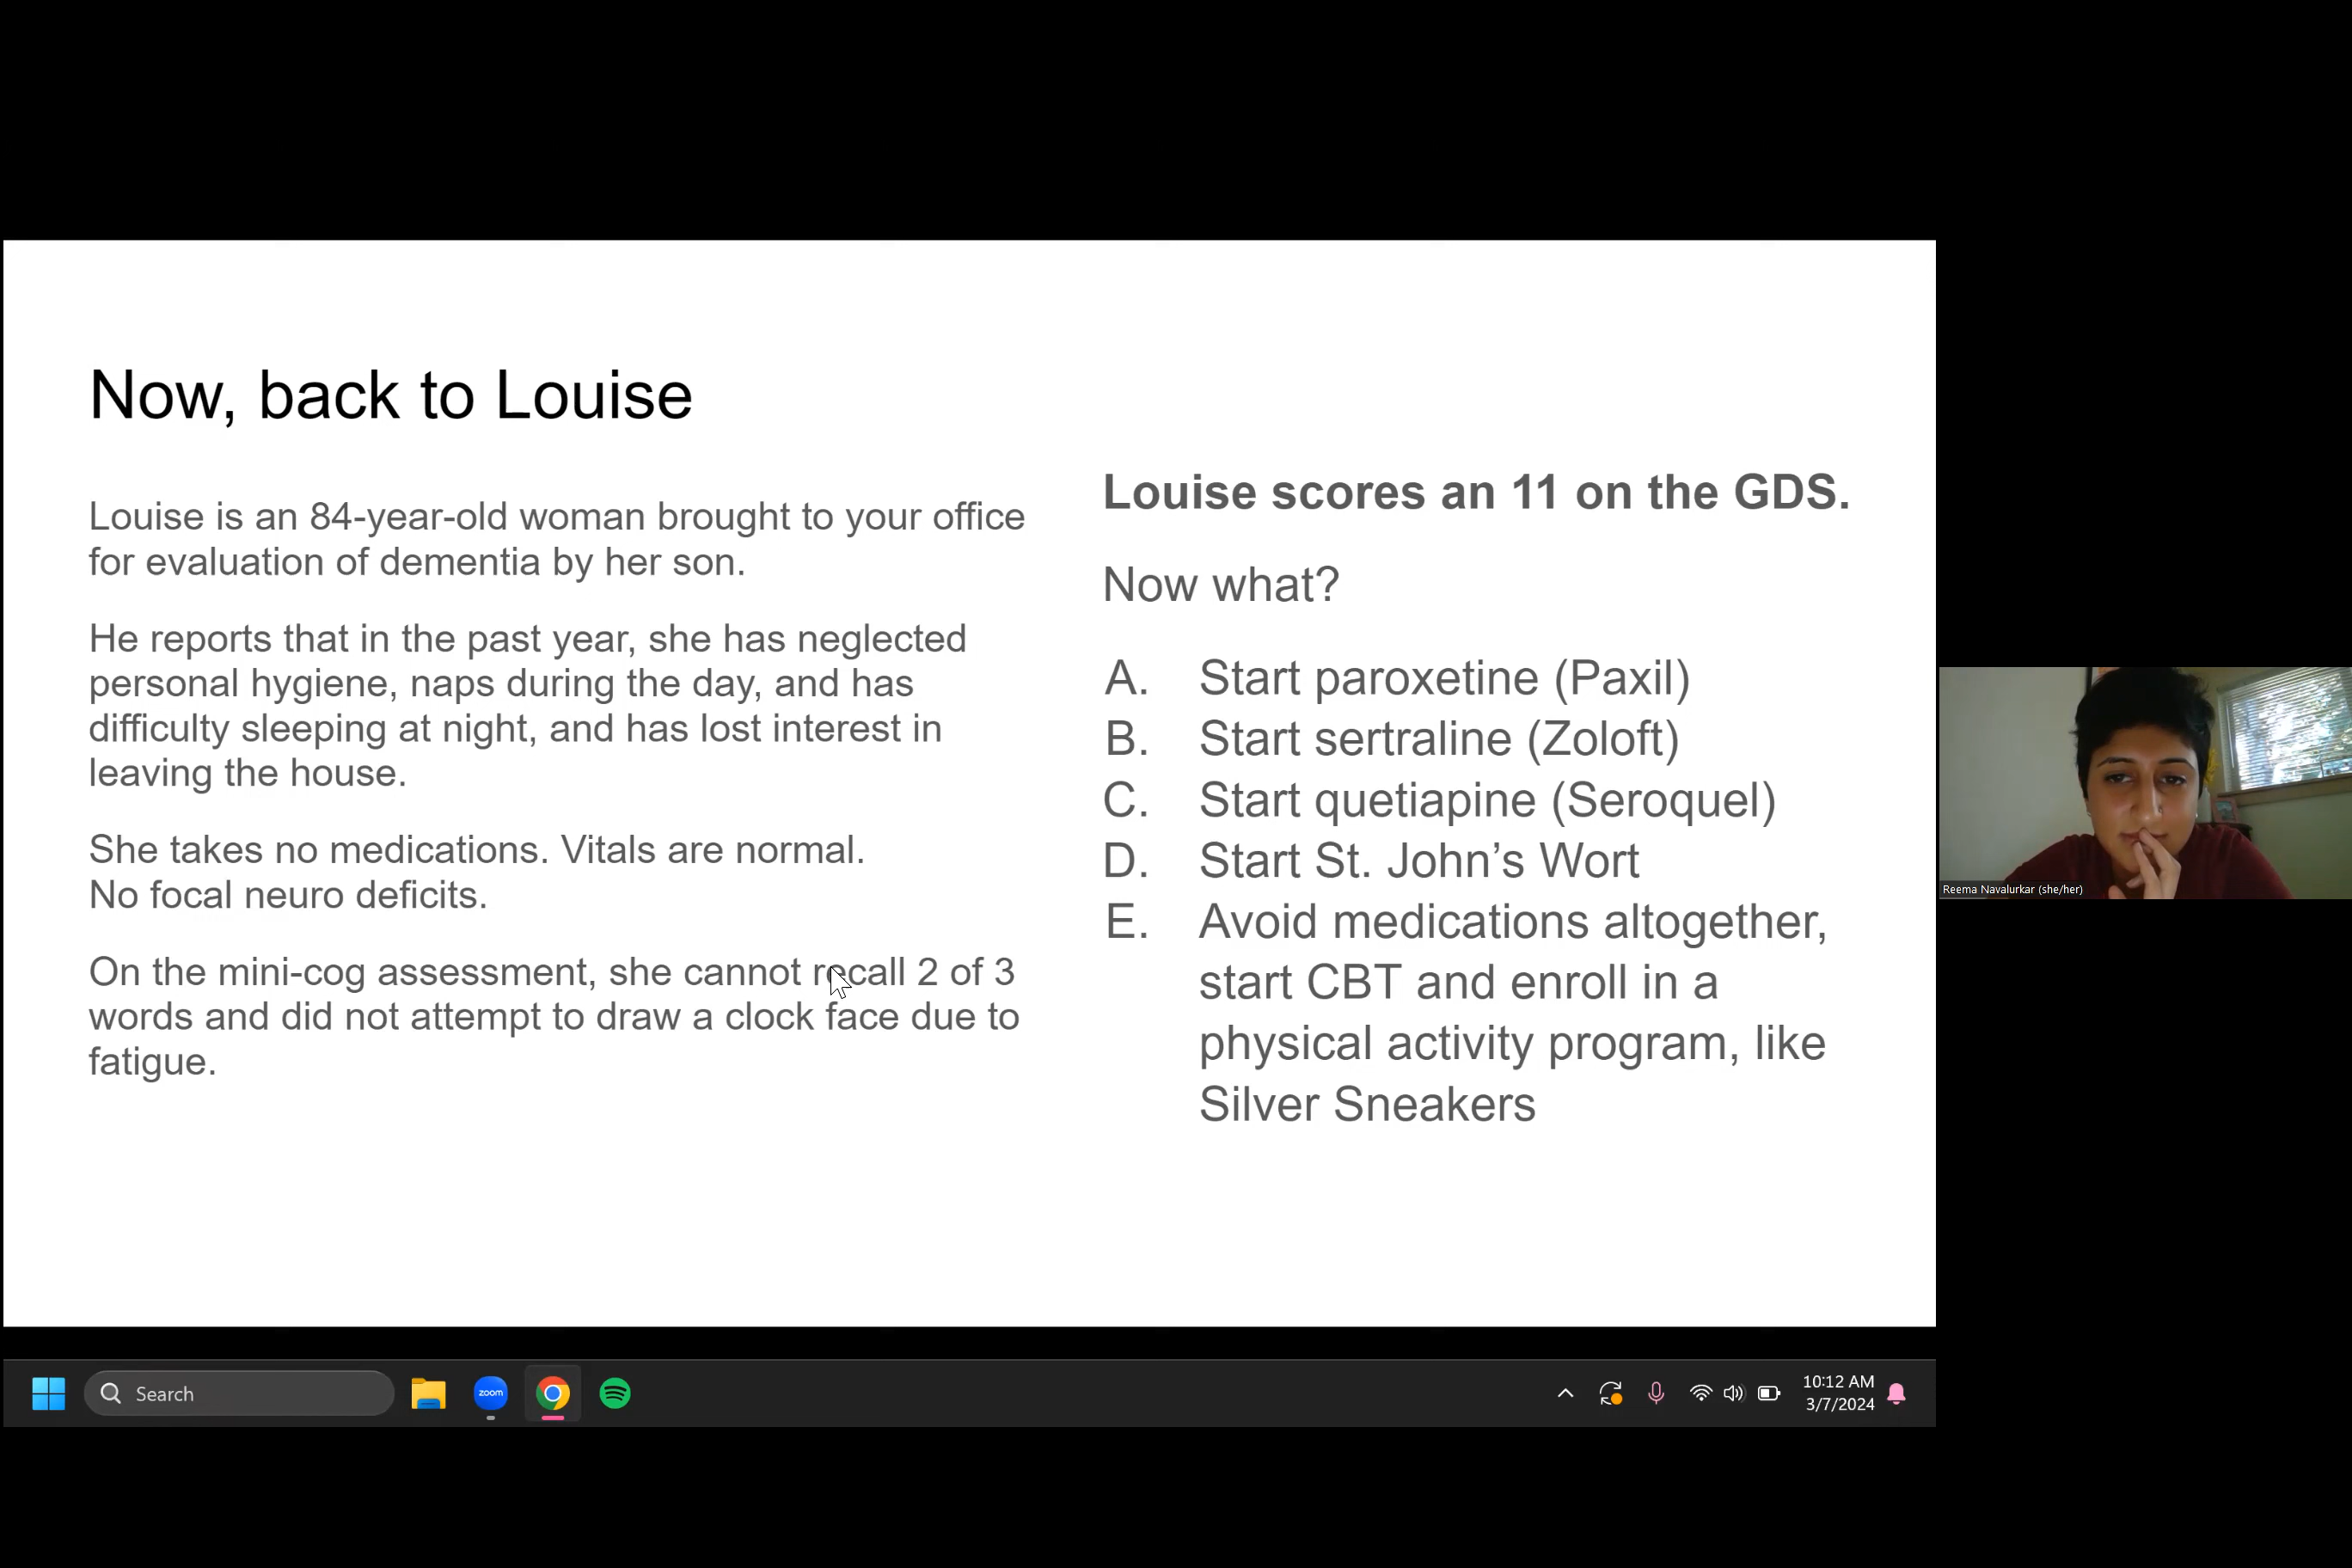 Now, back to Louise
Louise is an 84-year-old woman brought to your office
for evaluation of dementia by her son.
He reports that in the past year, she has neglected
personal hygiene, naps during the day, and has
difficulty sleeping at night, and has lost interest in
leaving the house.
She takes no medications. Vitals are normal.
No focal neuro deficits.
On the mini-cog assessment, she cannot recall 2 of 3
words and did not attempt to draw a clock face due to
fatigue.
Louise scores an 11 on the GDS.
Now what?
A. Start paroxetine (Paxil)
B. Start sertraline (Zoloft)
C. Start quetiapine (Seroquel)
D. Start St. John’s Wort
E. Avoid medications altogether,
start CBT and enroll in a
physical activity program, like
Silver Sneakers
Reema Navalurkar (she/her)
Search
zoom
10:12 AM
3/7/2024